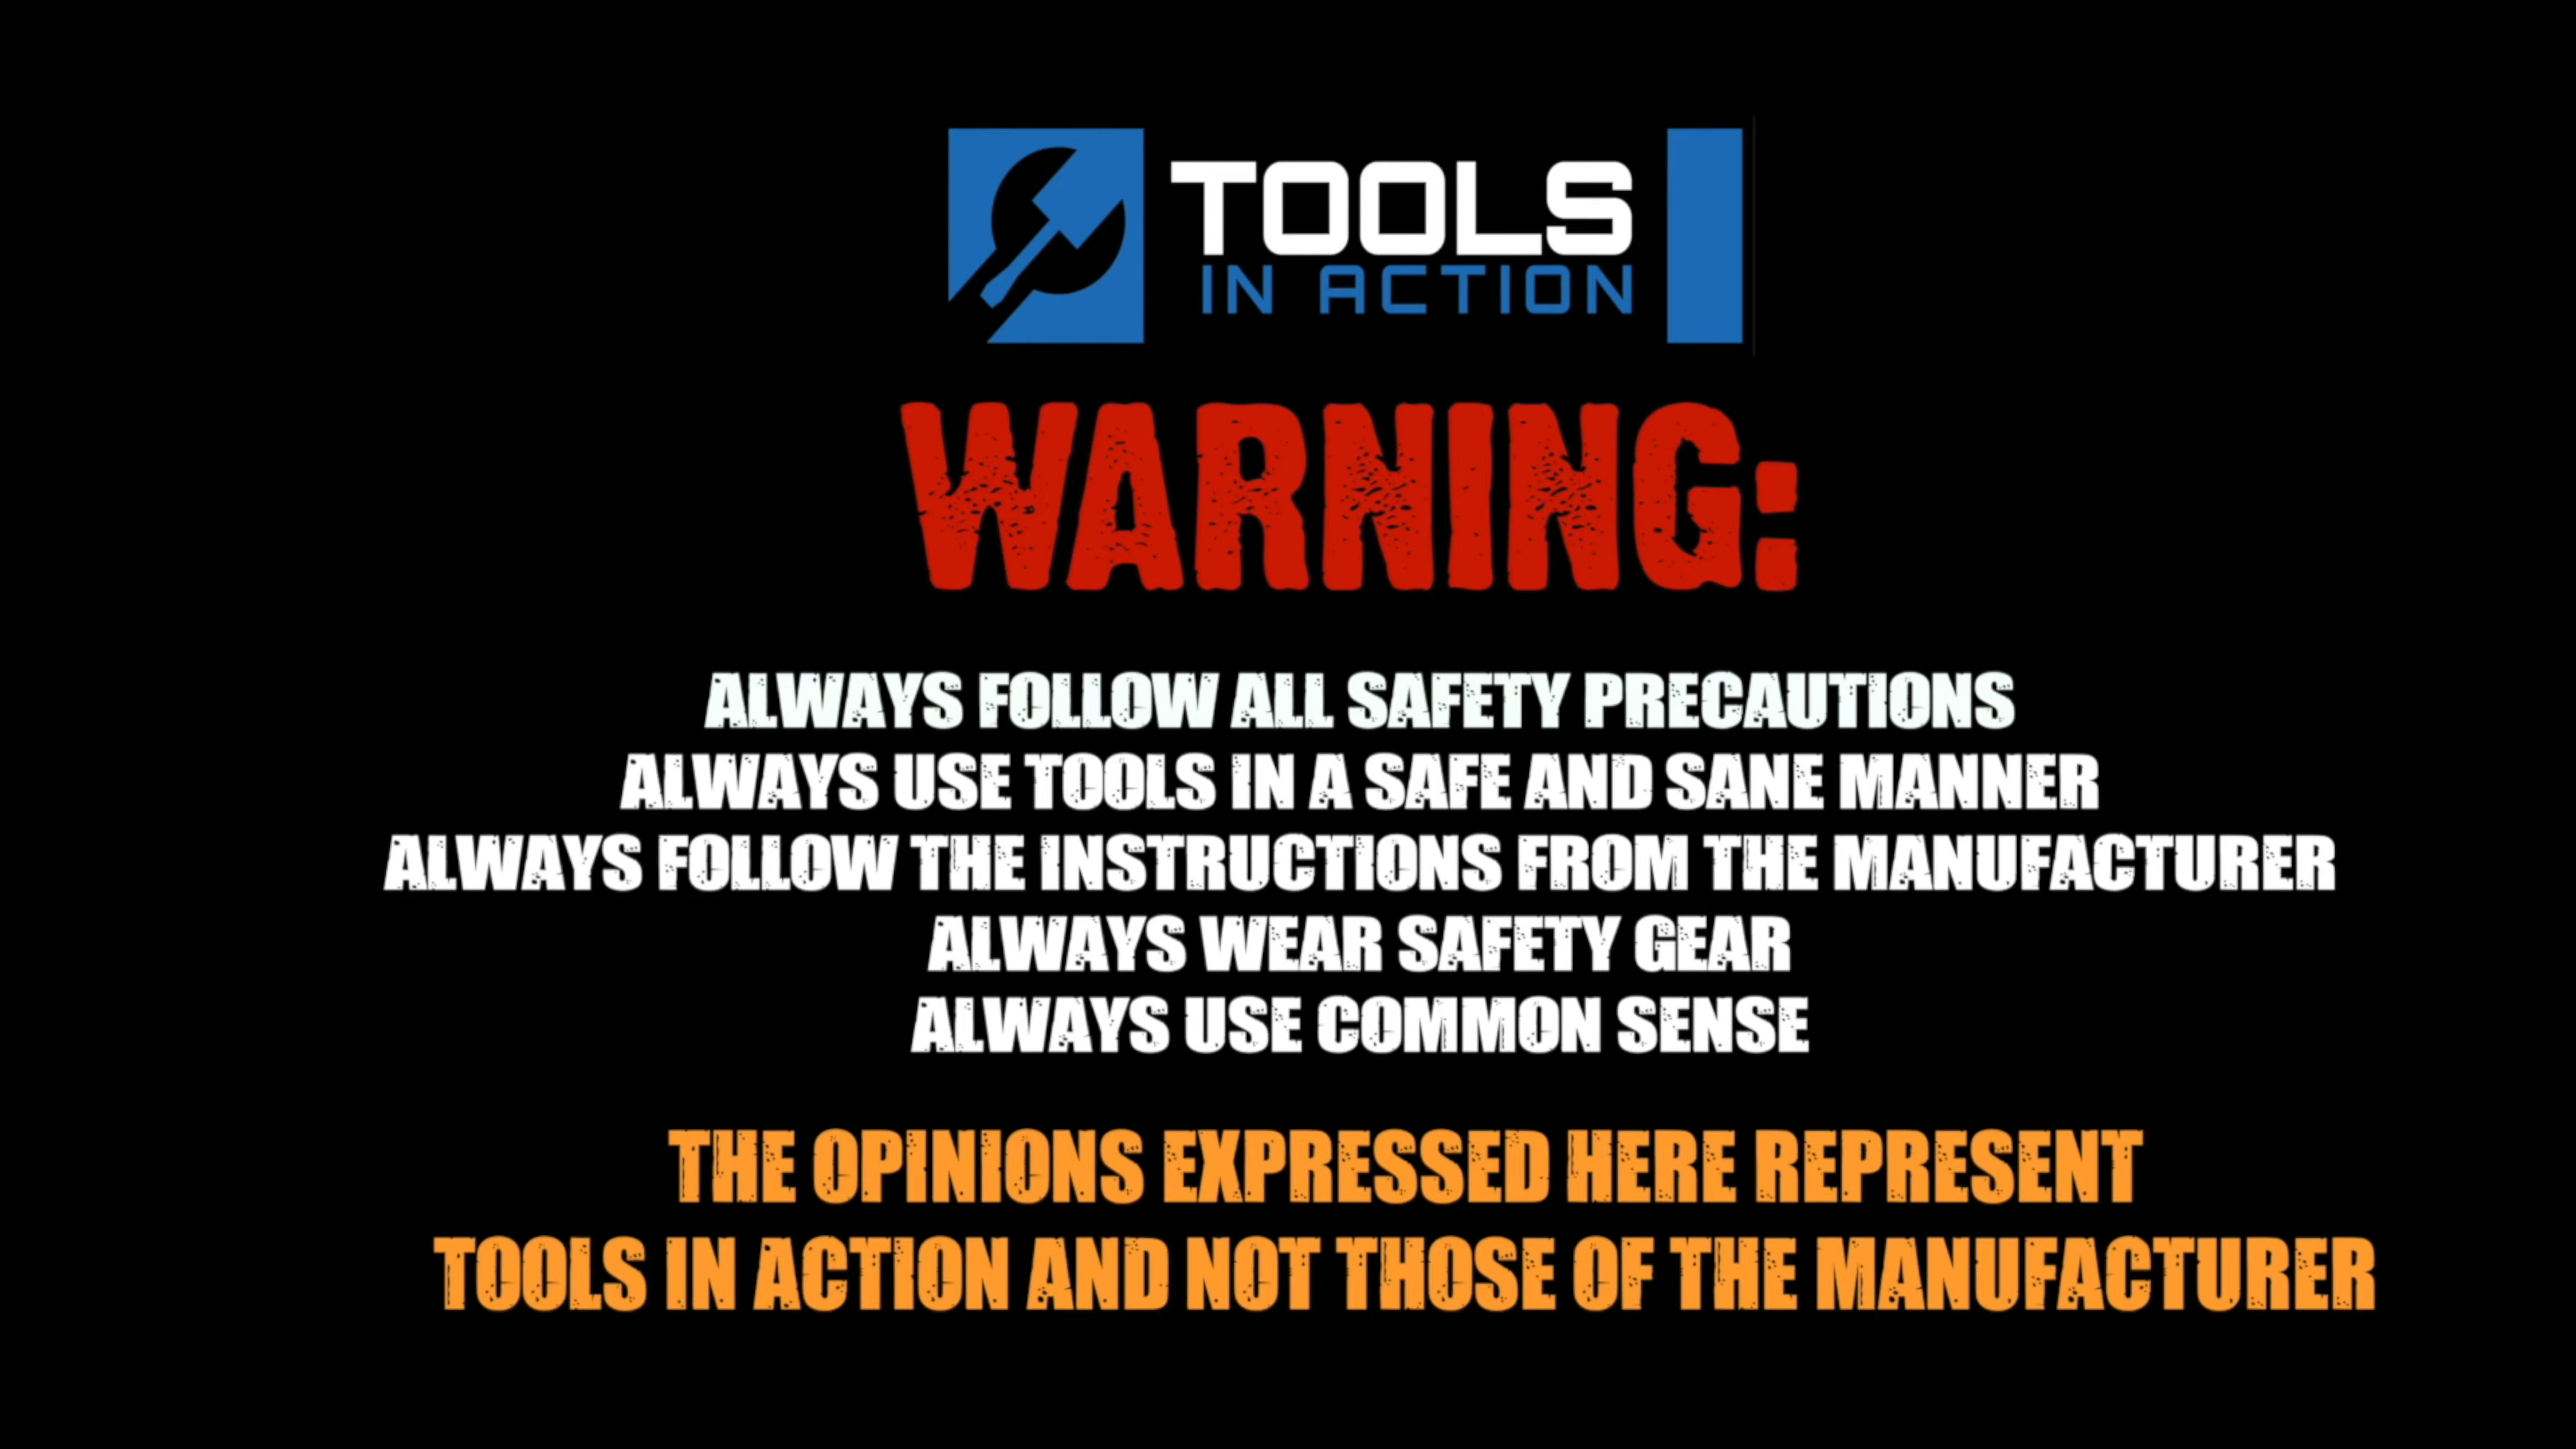 TOOLS
IN ACTION
WARNING:
ALWAYS FOLLOW ALL SAFETY PRECAUTIONS
ALWAYS USE TOOLS IN A SAFE AND SANE MANNER
ALWAYS FOLLOW THE INSTRUCTIONS FROM THE MANUFACTURER
ALWAYS WEAR SAFETY GEAR
ALWAYS USE COMMON SENSE
THE OPINIONS EXPRESSED HERE REPRESENT
TOOLS IN ACTION AND NOT THOSE OF THE MANUFACTURER